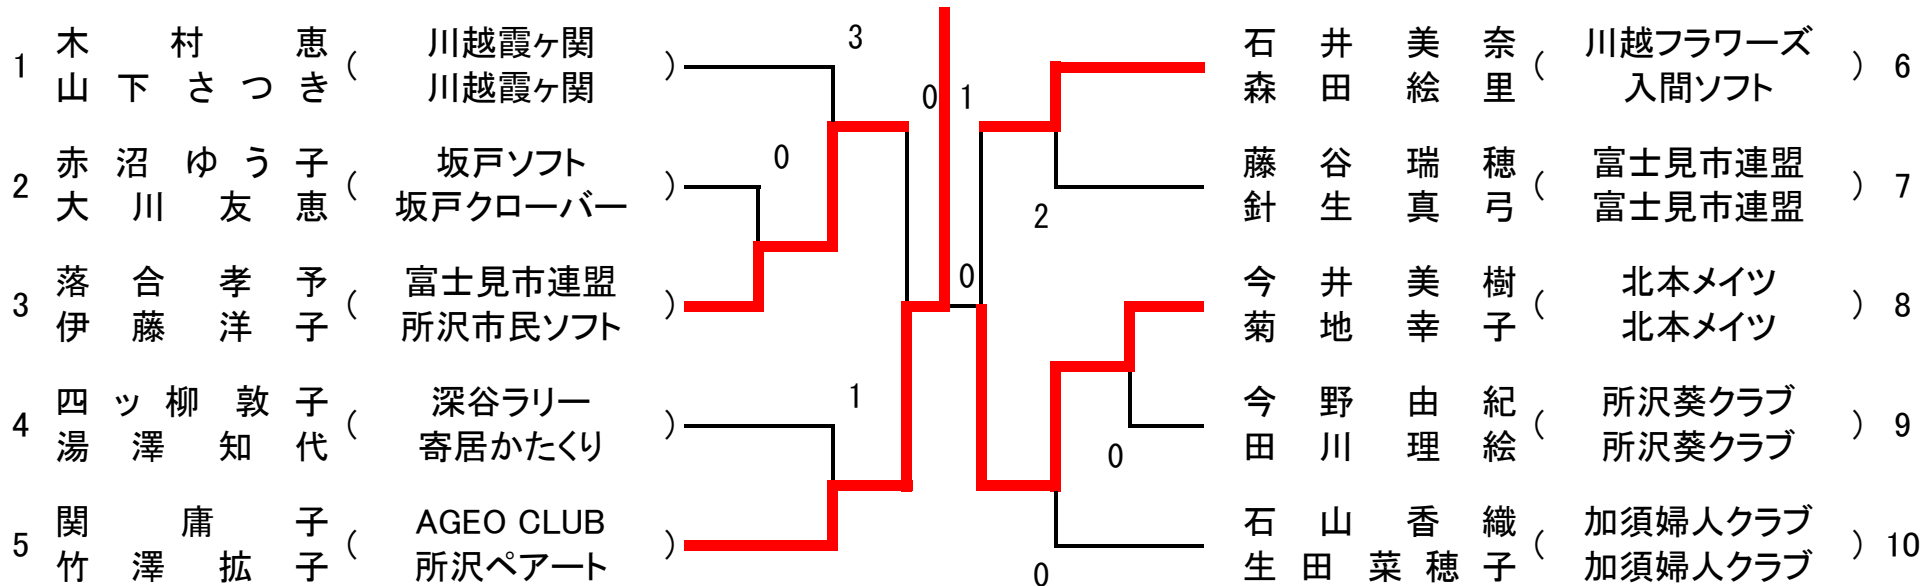 木村恵 ( 川越霞ヶ関 )
1
山下さつき 川越霞ヶ関
赤沼ゆう子 ( 坂戸ソフト )
2
大川友恵 坂戸クローバー
落合孝予 ( 富士見市連盟 )
3
伊藤洋子 所沢市民ソフト
四ッ柳敦子 ( 深谷ラリー )
4
湯澤知代 寄居かたくり
関庸子 ( AGEO CLUB )
5
竹澤拡子 所沢ペアート
3
0
0 1
0
1
2
0
0
石井美奈 ( 川越フラワーズ )
6
森田絵里 入間ソフト
藤谷瑞穂 ( 富士見市連盟 )
7
針生真弓 富士見市連盟
今井美樹 ( 北本メイツ )
8
菊地幸子 北本メイツ
今野由紀 ( 所沢葵クラブ )
9
田川理絵 所沢葵クラブ
石山香織 ( 加須婦人クラブ )
10
生田菜穂子 加須婦人クラブ